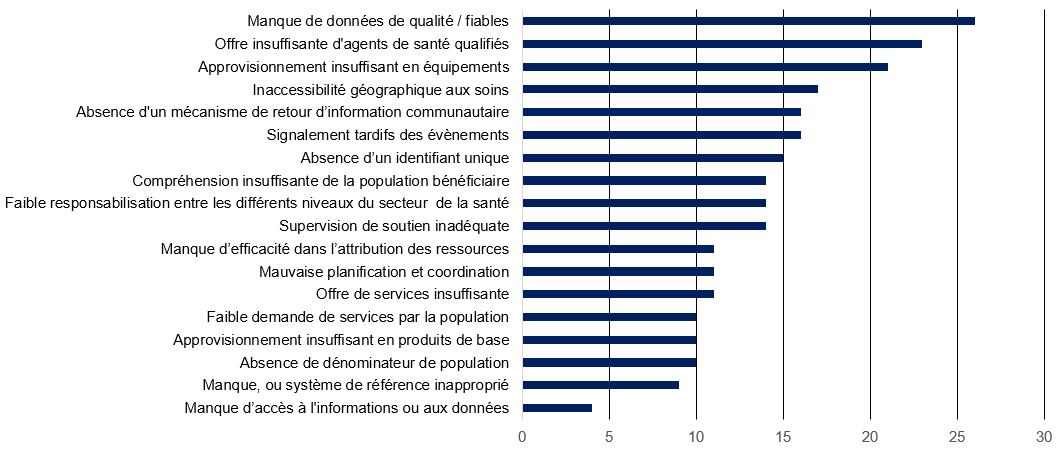 Manque de données de qualité / fiables
Offre insuffisante d'agents de santé qualifiés
Approvisionnement insuffisant en équipements
Inaccessibilité géographique aux soins
Absence d'un mécanisme de retour d’information communautaire
Signalement tardifs des évènements
Absence d’un identifiant unique
Compréhension insuffisante de la population bénéficiaire
Faible responsabilisation entre les différents niveaux du secteur  de la santé
Supervision de soutien inadéquate
Manque d’efficacité dans l’attribution des ressources
Mauvaise planification et coordination
Offre de services insuffisante
Faible demande de services par la population
Approvisionnement insuffisant en produits de base
Absence de dénominateur de population
Manque, ou système de référence inapproprié
Manque d’accès à l'informations ou aux données
0 5 10 15 20 25 30